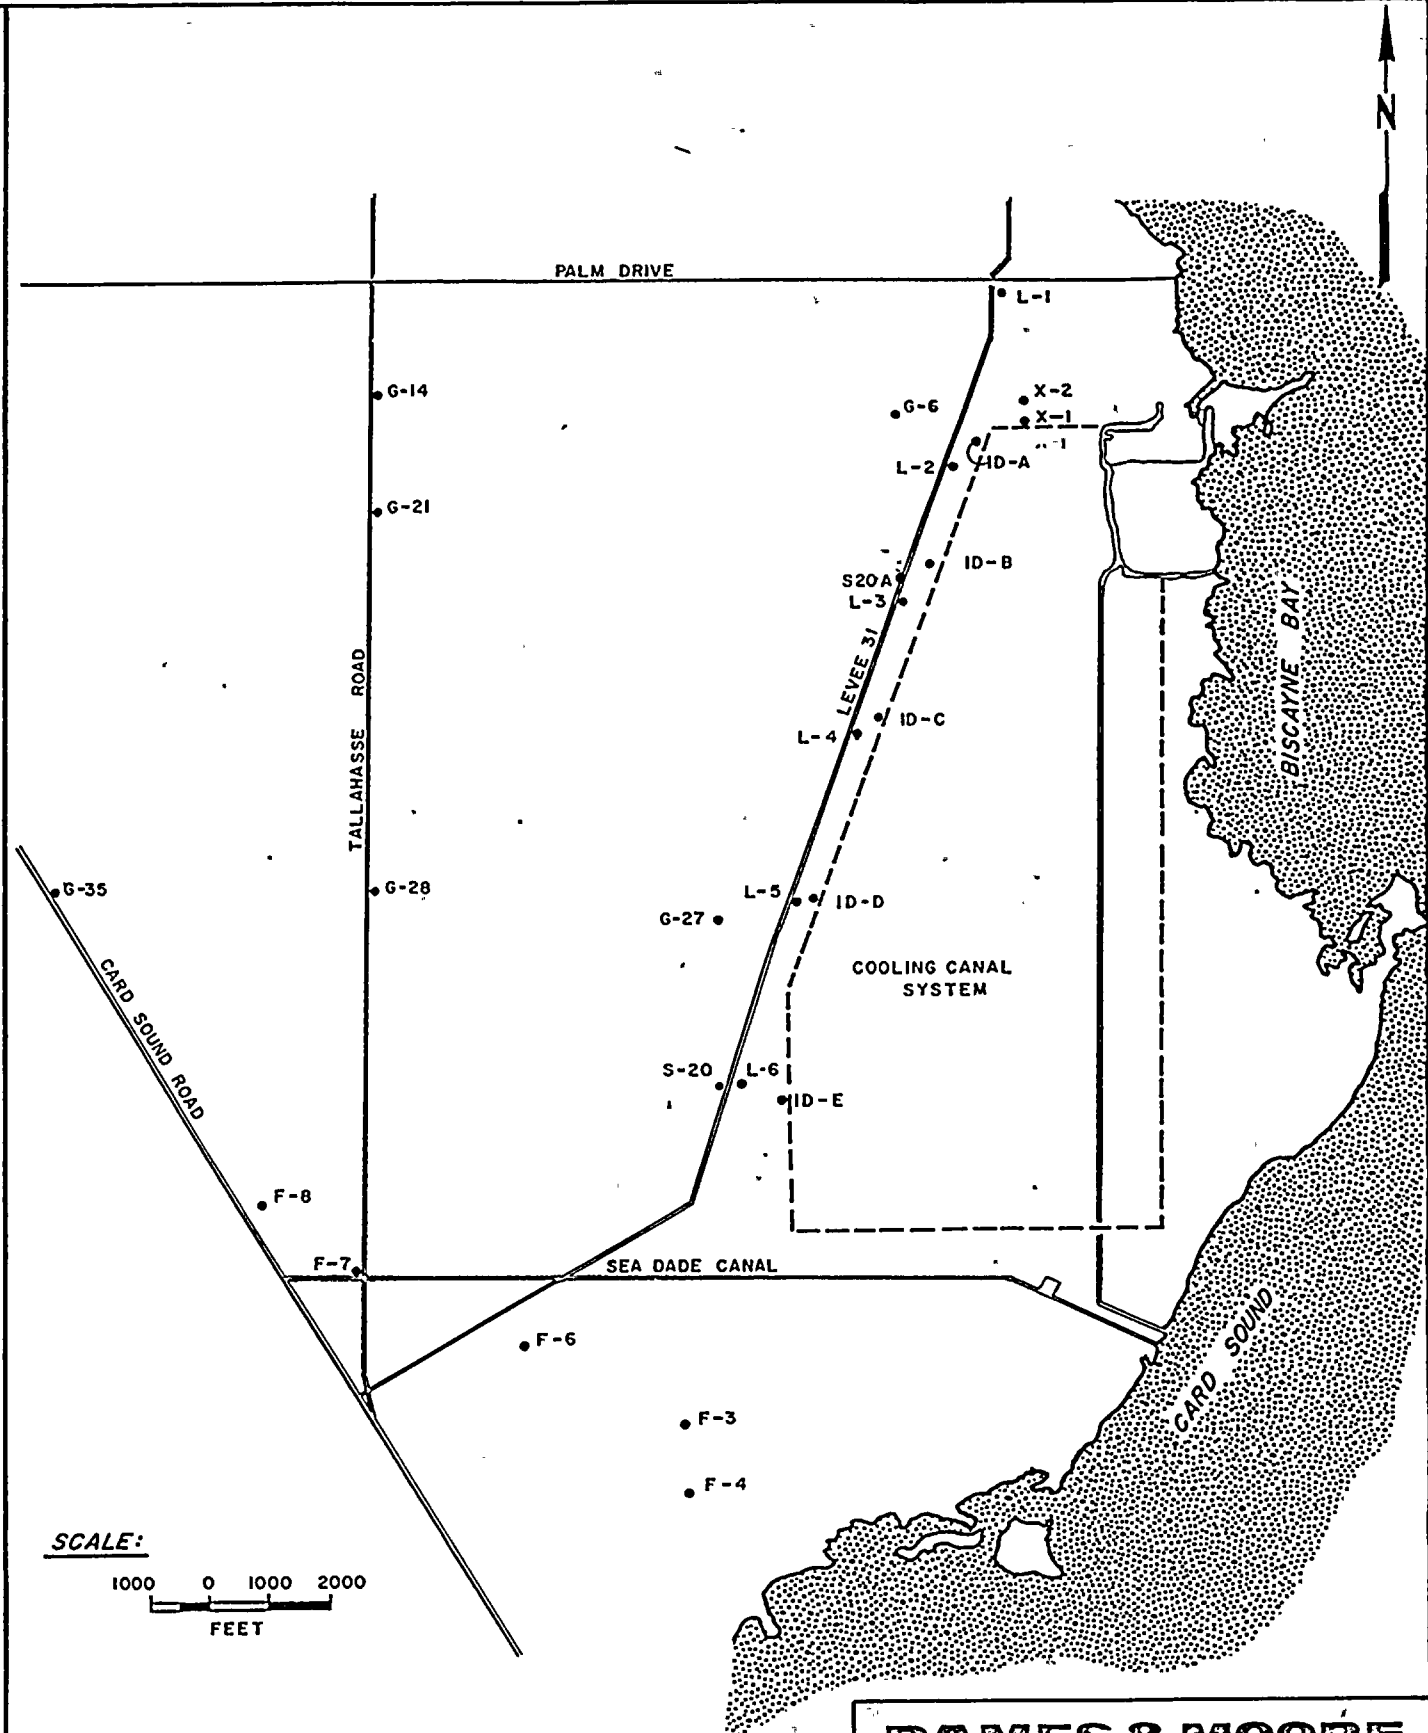 N
PALM DRIVE
L-1
G-14
X-2
G-6
X-1
L-2
ID-A
G-21
ID-B
S20A
L-3
BISCAYNE BAY
LEVEE 31
TALLAHASSE ROAD
ID-C
L-4
G-35
G-28
L-5
ID-D
G-27
COOLING CANAL
SYSTEM
CARD SOUND ROAD
S-20
L-6
ID-E
F-8
F-7
SEA DADE CANAL
F-6
CARD SOUND
F-3
F-4
SCALE:
1000 0 1000 2000
FEET
DAMES & MOORE